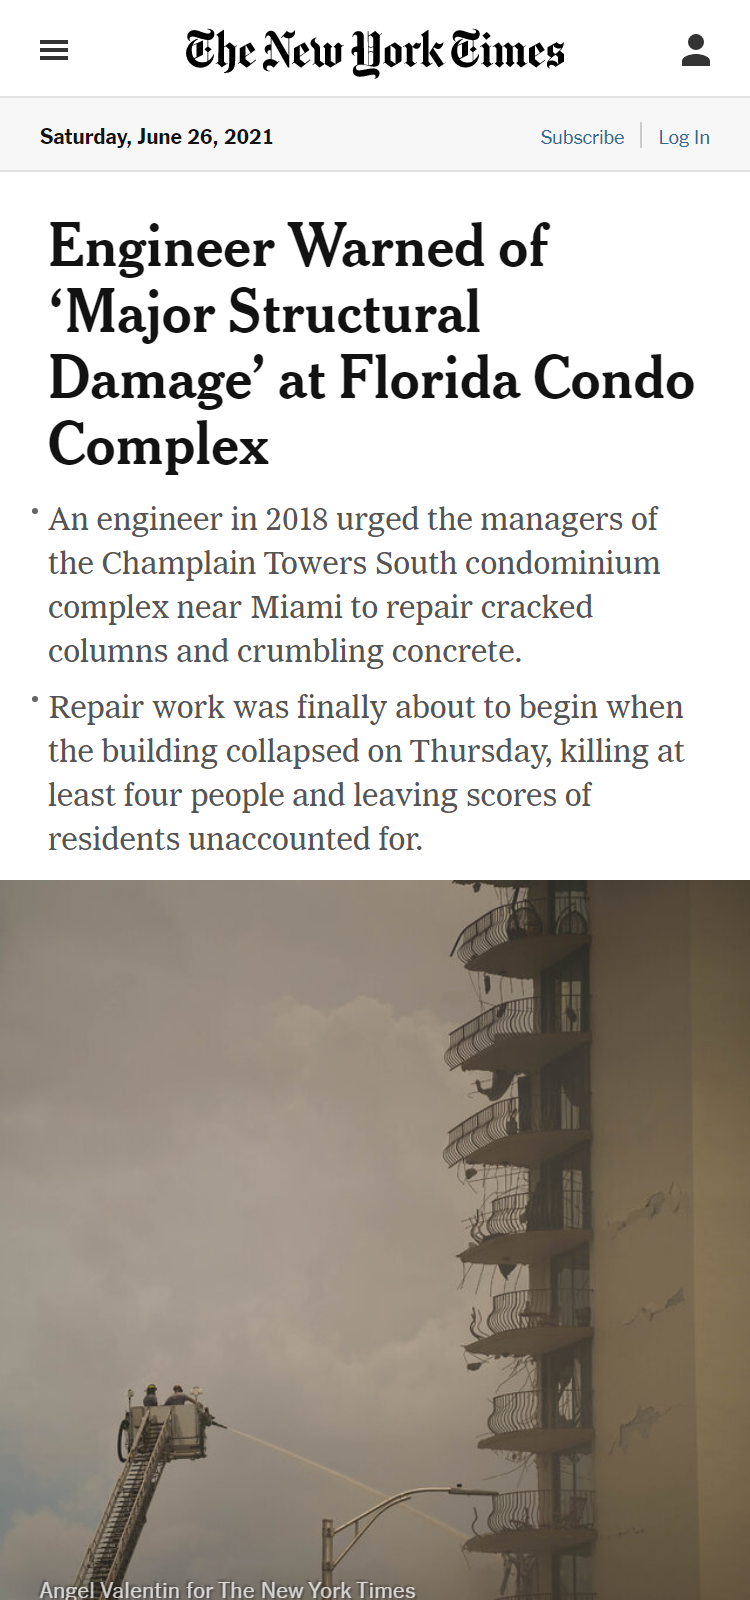 The New York Times
Saturday, June 26, 2021
Subscribe
Log In
Engineer Warned of
‘Major Structural
Damage’ at Florida Condo
Complex
• An engineer in 2018 urged the managers of
the Champlain Towers South condominium
complex near Miami to repair cracked
columns and crumbling concrete.
• Repair work was finally about to begin when
the building collapsed on Thursday, killing at
least four people and leaving scores of
residents unaccounted for.
Angel Valentin for The New York Times